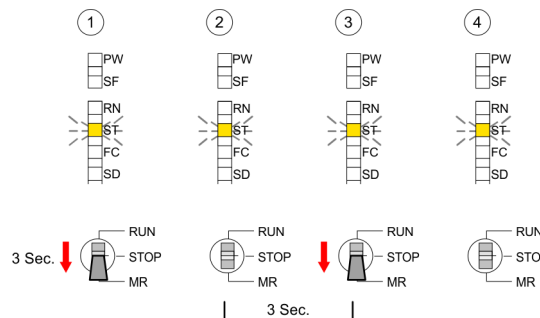 1 2 3 4
PW PW PW PW
SF SF SF SF
RN RN RN RN
ST ST ST ST
FC FC FC FC
SD SD SD SD
RUN RUN RUN RUN
3 Sec. STOP STOP STOP STO
MR MR MR MR
3 Sec.